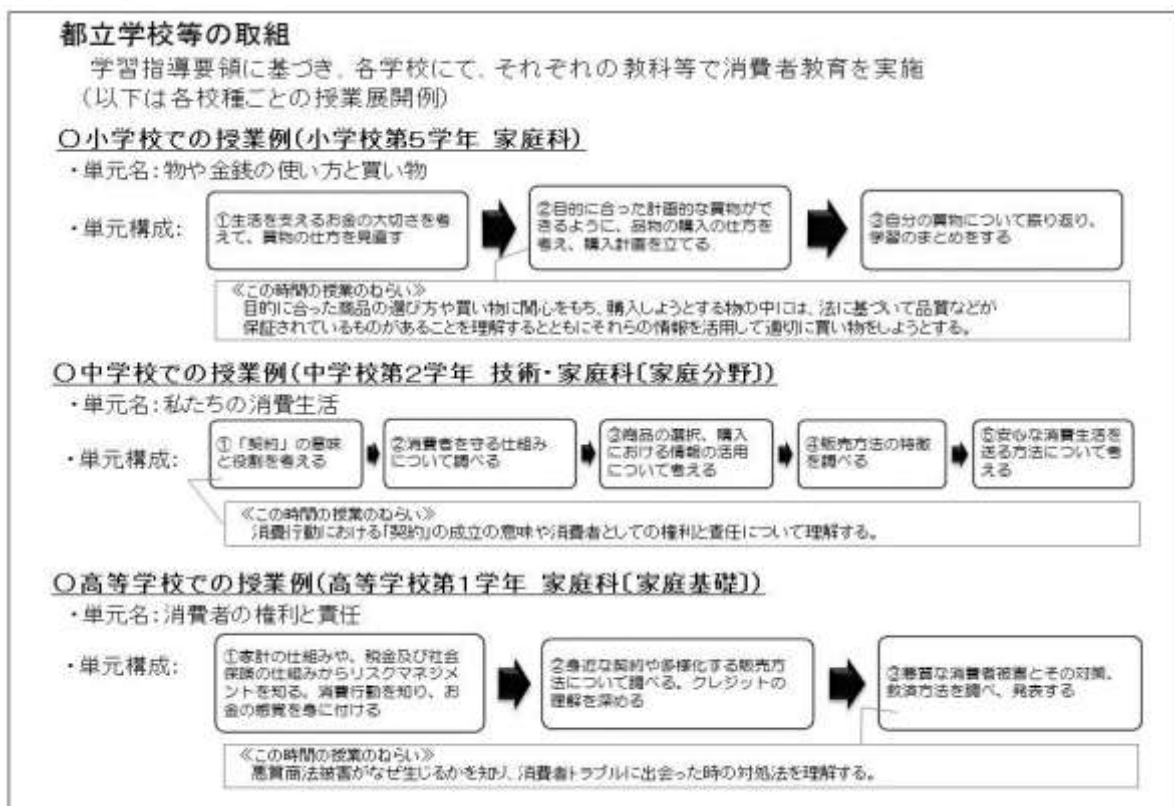 都立学校等の取組
学習指導要領に基づき、各学校にて、それぞれの教科等で消費者教育を実施
(以下は各校種ごとの授業展開例)
○小学校での授業例(小学校第5学年 家庭科)
・単元名:物や金銭の使い方と買い物
・単元構成:
①生活を支えるお金の大切さを考
えて、買物の仕方を見直す
②目的に合った計画的な買物がで
きるように、品物の購入の仕方を
考え、購入計画を立てる
③自分の買物について振り返り、
学習のまとめをする
≪この時間の授業のねらい≫
目的に合った商品の選び方や買い物に関心をもち、購入しようとする物の中には、法に基づいて品質などが
保証されているものがあることを理解するとともにそれらの情報を活用して適切に買い物をしようとする。
○中学校での授業例(中学校第2学年 技術・家庭科〔家庭分野〕)
・単元名:私たちの消費生活
・単元構成:
①「契約」の意味
と役割を考える
②消費者を守る仕組み
について調べる
③商品の選択、購入
における情報の活用
について考える
④販売方法の特徴
を調べる
⑤安心な消費生活を
送る方法について考
える
≪この時間の授業のねらい≫
消費行動における「契約」の成立の意味や消費者としての権利と責任について理解する。
○高等学校での授業例(高等学校第1学年 家庭科〔家庭基礎〕)
・単元名:消費者の権利と責任
・単元構成:
①家計の仕組みや、税金及び社会
保険の仕組みからリスクマネジメ
ントを知る。消費行動を知り、お
金の感覚を身に付ける
②身近な契約や多様化する販売方
法について調べる。クレジットの
理解を深める
③悪質な消費者被害とその対策、
救済方法を調べ、発表する
≪この時間の授業のねらい≫
悪質商法被害がなぜ生じるかを知り、消費者トラブルに出会った時の対処法を理解する。